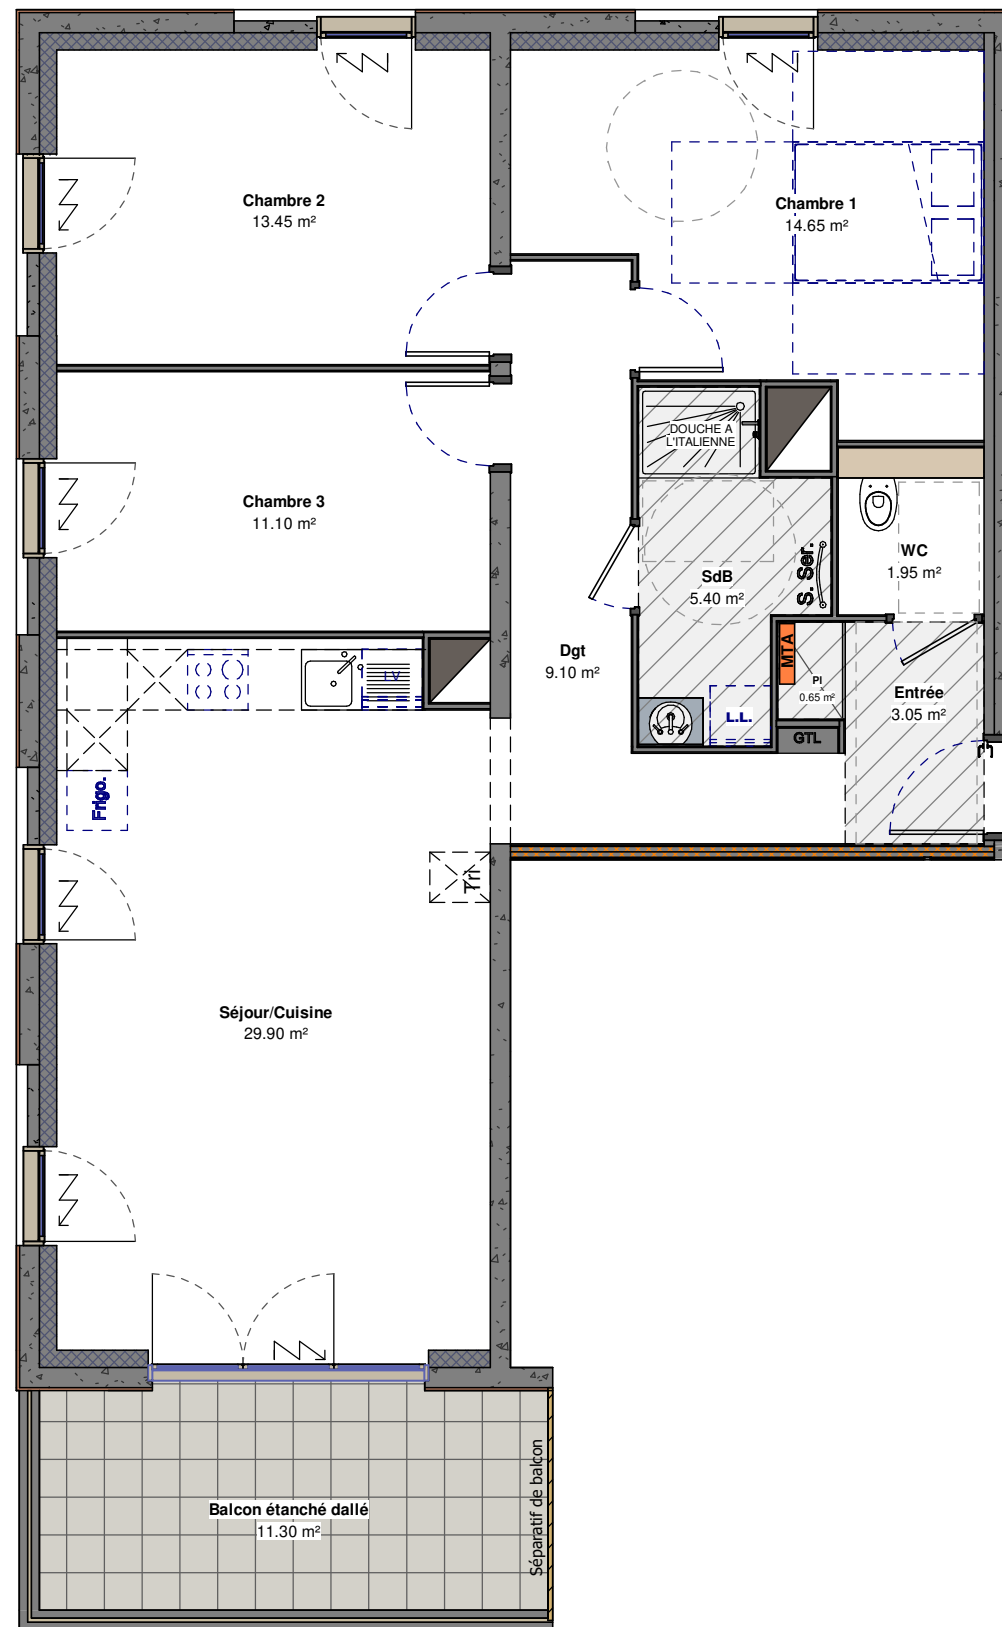 Chambre 2
13.45 m²
Chambre 1
14.65 m²
DOUCHE A
L'ITALIENNE
Chambre 3
11.10 m²
WC
1.95 m²
SdB
5.40 m²
S. Ser.
Dgt
9.10 m²
MTA
Pl
0.65 m²
Entrée
3.05 m²
LV
L.L.
GTL
Frigo.
Tri
Séjour/Cuisine
29.90 m²
Balcon étanché dallé
11.30 m²
Séparatif de balcon